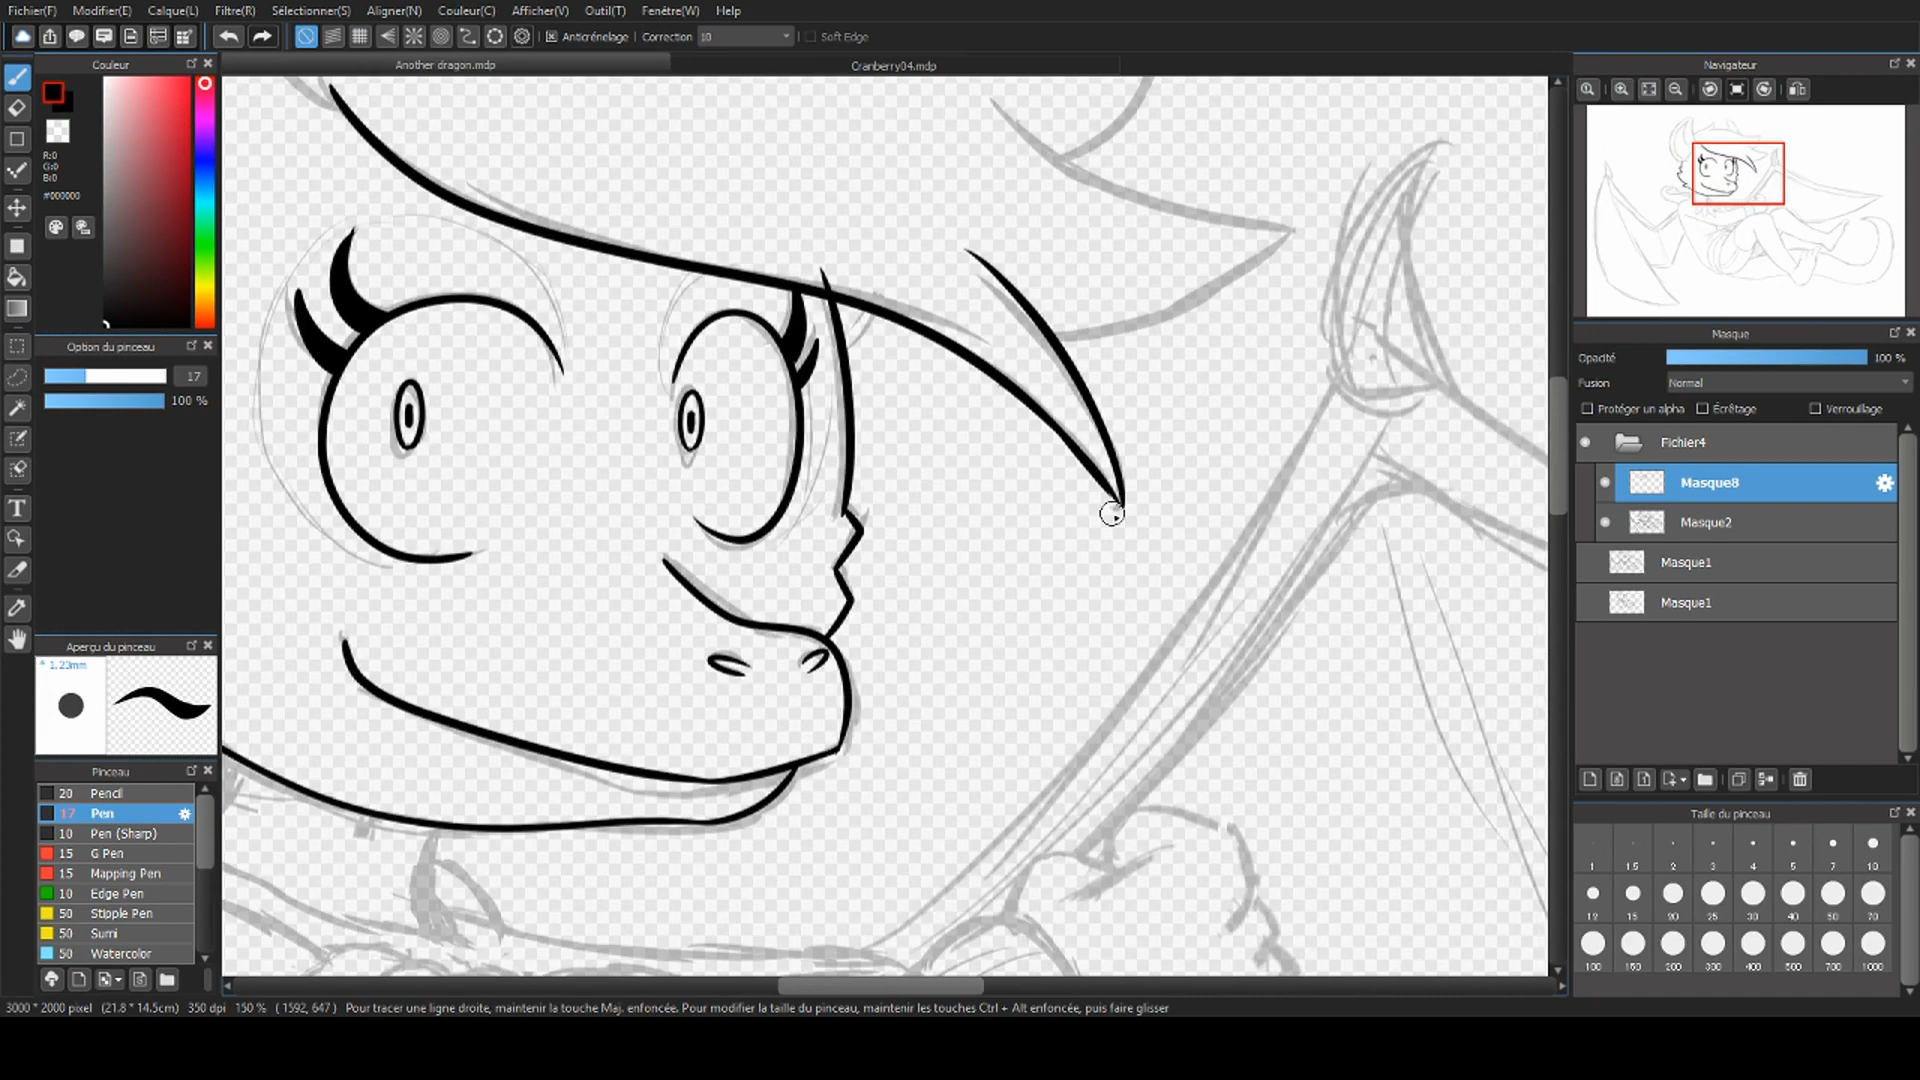 Fichier(F) Modifier(E) Calque(L) Filtre(R) Sélectionner(S) Aligner(N) Couleur(C) Afficher(V) Outil(T) Fenêtre(W) Help
Anticrénelage Correction 10 Soft Edge
Couleur
Another dragon.mdp
Cranberry04.mdp
Navigateur
R:0
G:0
B:0
#000000
Option du pinceau
17
100 %
Masque
Opacité 100 %
Fusion Normal
Protéger un alpha Écrêtage Verrouillage
Fichier4
Masque8
Masque2
Masque1
Masque1
Aperçu du pinceau
* 1.23mm
Pinceau
20 Pencil
17 Pen
10 Pen (Sharp)
15 G Pen
15 Mapping Pen
10 Edge Pen
50 Stipple Pen
50 Sumi
50 Watercolor
Taille du pinceau
1 1.5 2 3 4 5 7 10
12 15 20 25 30 40 50 70
100 150 200 300 400 500 700 1000
3000 * 2000 pixel (21.8 * 14.5cm) 350 dpi 150 % ( 1592, 647 ) Pour tracer une ligne droite, maintenir la touche Maj. enfoncée. Pour modifier la taille du pinceau, maintenir les touches Ctrl + Alt enfoncée, puis faire glisser